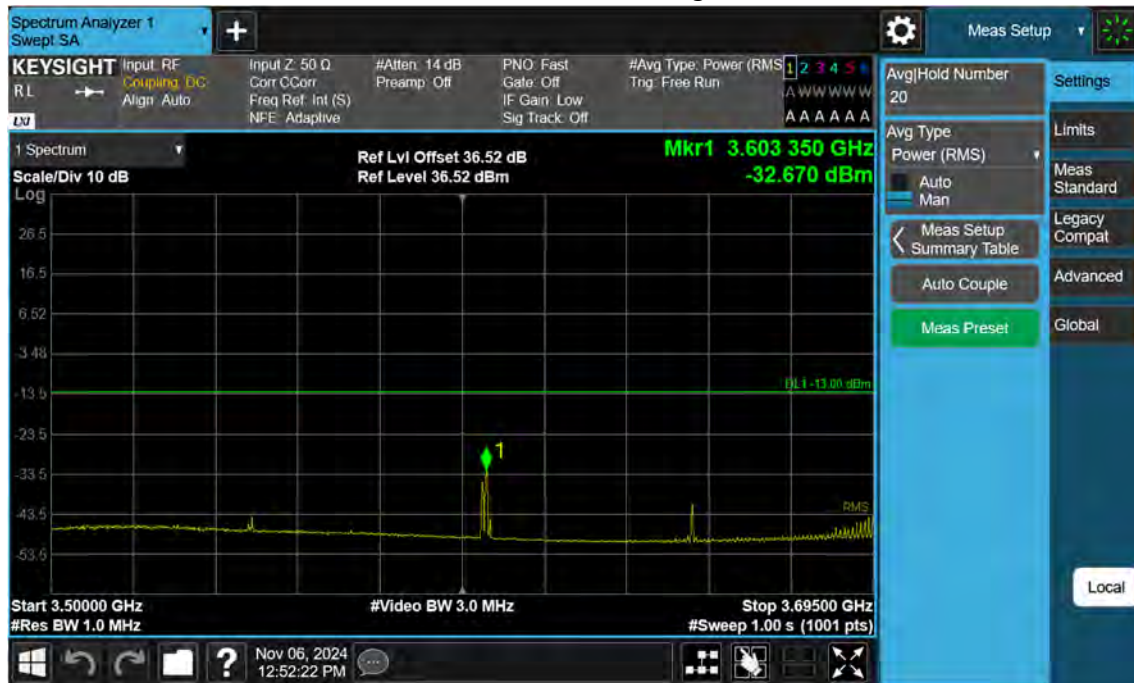 Spectrum Analyzer 1
Swept SA
+
Meas Setup
KEYSIGHT
RL
LXI
Input: RF
Coupling: DC
Align: Auto
Input Z: 50 Ω
Corr CCorr
Freq Ref: Int (S)
NFE: Adaptive
#Atten: 14 dB
Preamp: Off
PNO: Fast
Gate: Off
IF Gain: Low
Sig Track: Off
#Avg Type: Power (RMS
Trig: Free Run
1 2 3 4 5 6
A W W W W W
A A A A A A
1 Spectrum
Scale/Div 10 dB
Log
Ref Lvl Offset 36.52 dB
Ref Level 36.52 dBm
Mkr1 3.603 350 GHz
-32.670 dBm
26.5
16.5
6.52
-3.48
-13.5
-23.5
-33.5
-43.5
-53.5
DL1 -13.00 dBm
1
RMS
Start 3.50000 GHz
#Res BW 1.0 MHz
#Video BW 3.0 MHz
Stop 3.69500 GHz
#Sweep 1.00 s (1001 pts)
?
Nov 06, 2024
12:52:22 PM
Avg|Hold Number
20
Avg Type
Power (RMS)
Auto
Man
Meas Setup
Summary Table
Auto Couple
Meas Preset
Settings
Limits
Meas
Standard
Legacy
Compat
Advanced
Global
Local